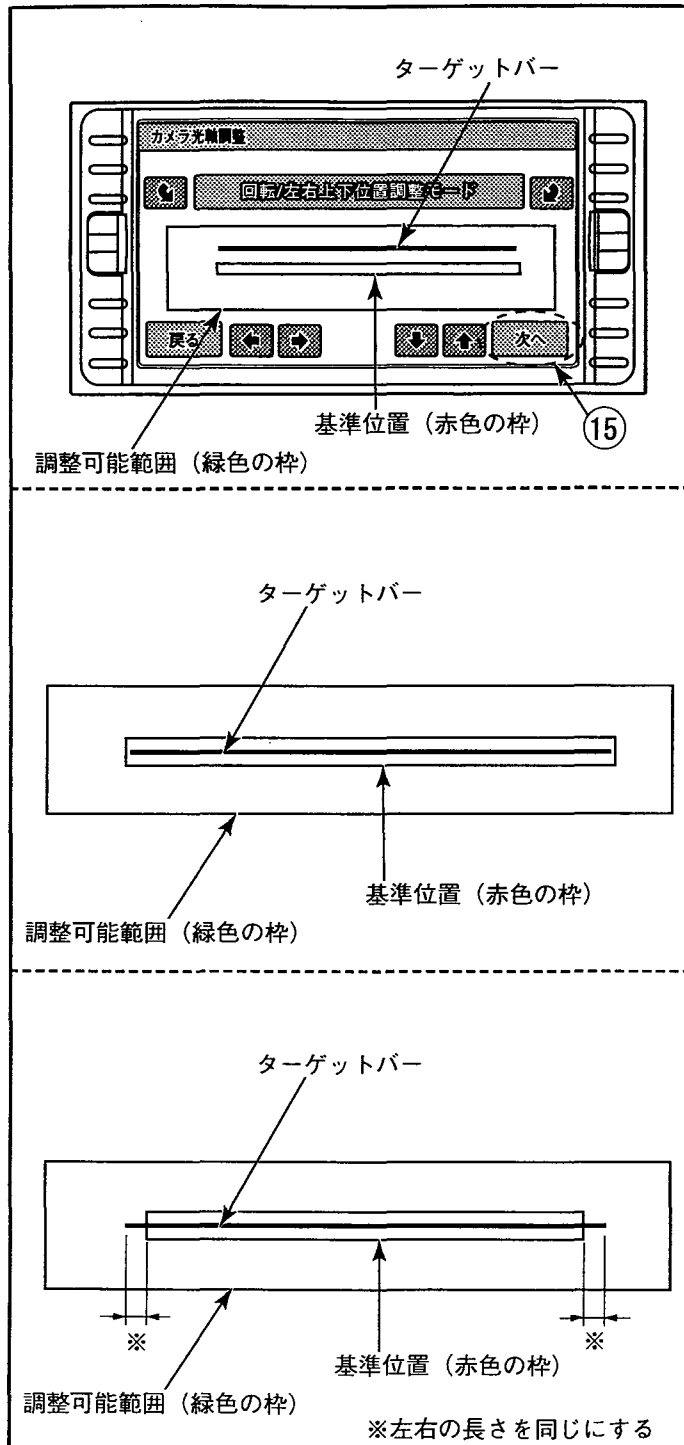 ターゲットバー
カメラ光軸調整
回転/左右上下位置調整モード
戻る
次へ
基準位置（赤色の枠）
⑮
調整可能範囲（緑色の枠）
ターゲットバー
基準位置（赤色の枠）
調整可能範囲（緑色の枠）
ターゲットバー
※
※
基準位置（赤色の枠）
調整可能範囲（緑色の枠）
※左右の長さを同じにする